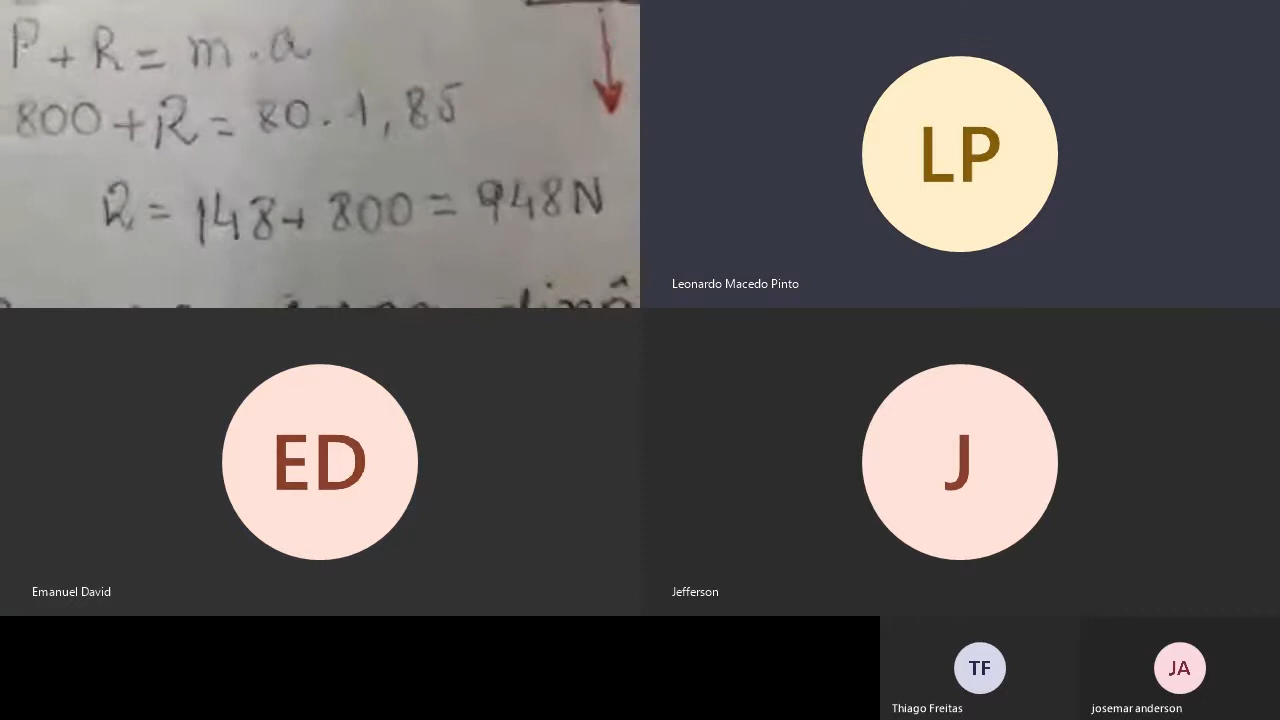 P + R = m . a
800 + R = 80 . 1,85
R = 148 + 800 = 948 N
LP
Leonardo Macedo Pinto
ED
Emanuel David
J
Jefferson
TF
Thiago Freitas
JA
josemar anderson